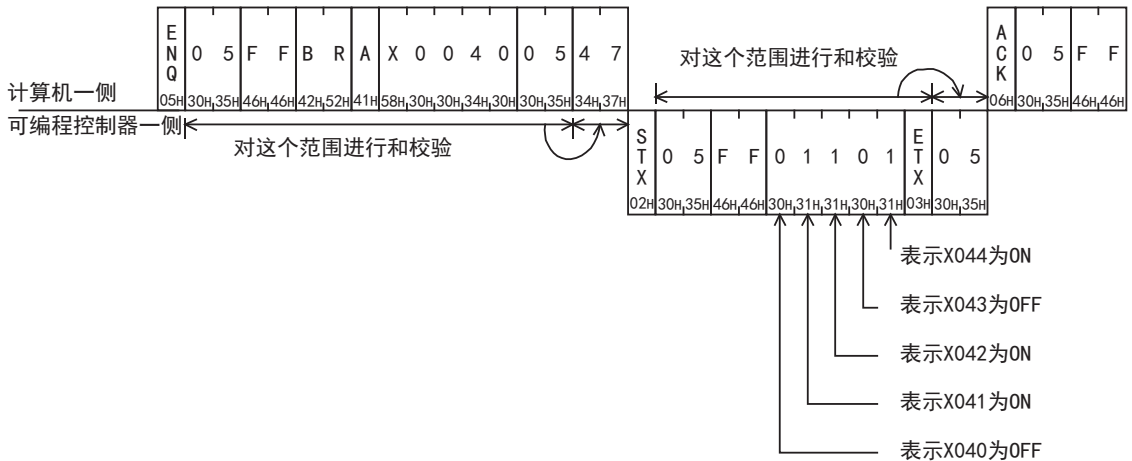 ENQ 0 5 F F B R A X 0 0 4 0 0 5 4 7
05H 30H,35H 46H,46H 42H,52H 41H 58H,30H,30H,34H,30H 30H,35H 34H,37H
对这个范围进行和校验
ACK 0 5 F F
06H 30H,35H 46H,46H
计算机一侧
可编程控制器一侧
对这个范围进行和校验
STX 0 5 F F 0 1 1 0 1 ETX 0 5
02H 30H,35H 46H,46H 30H,31H,31H,30H,31H 03H 30H,35H
表示X044为ON
表示X043为OFF
表示X042为ON
表示X041为ON
表示X040为OFF